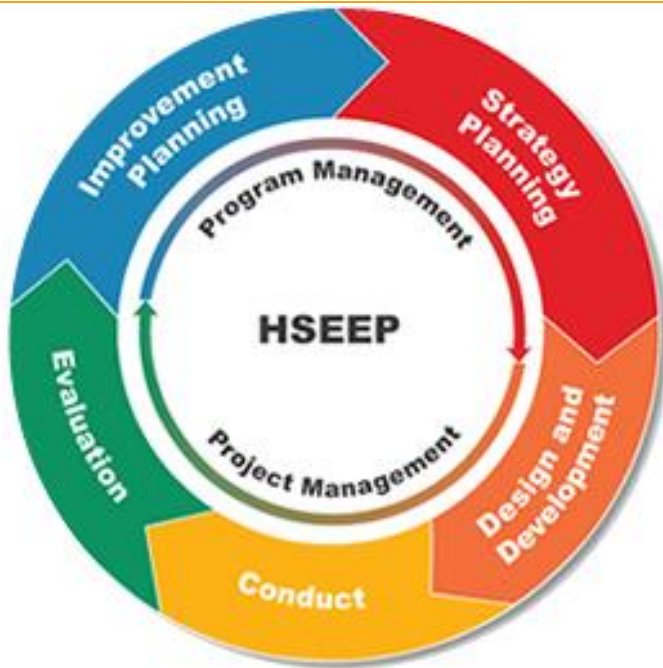 Improvement
Planning
Strategy
Planning
Program Management
HSEEP
Project Management
Evaluation
Design and
Development
Conduct